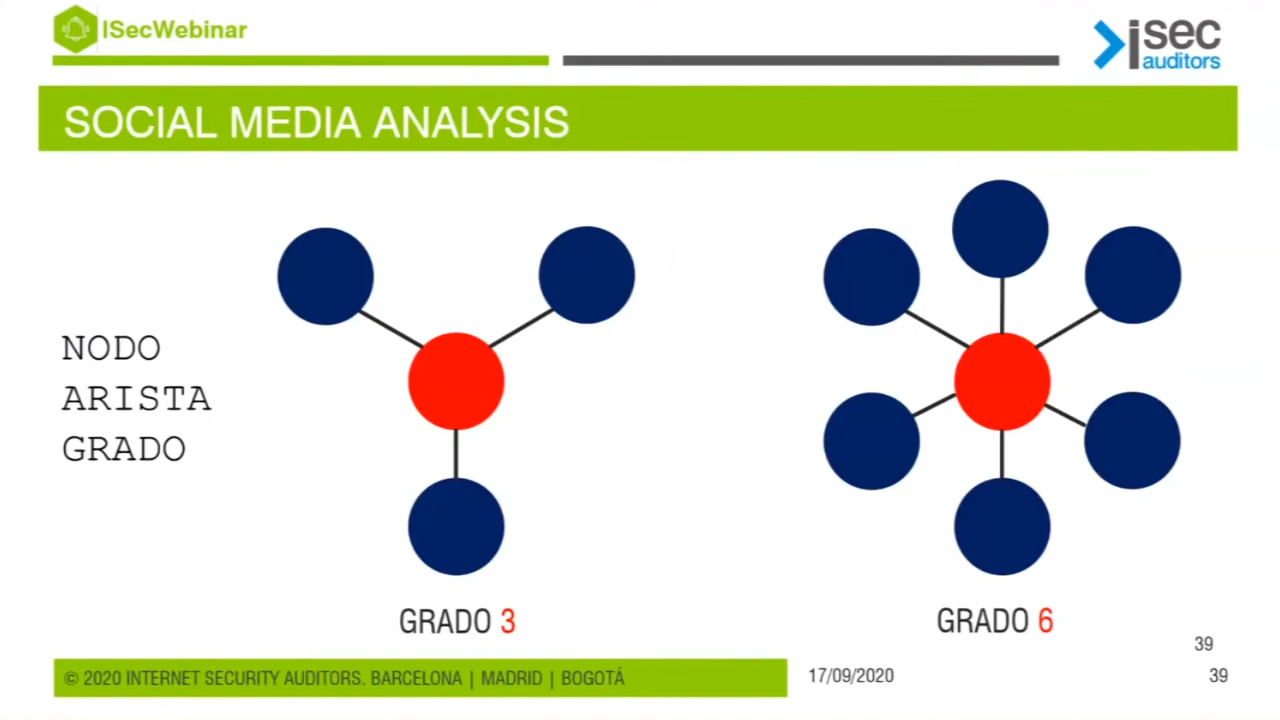 ISecWebinar
isec
auditors
SOCIAL MEDIA ANALYSIS
NODO
ARISTA
GRADO
GRADO 3
GRADO 6
39
© 2020 INTERNET SECURITY AUDITORS. BARCELONA | MADRID | BOGOTÁ
17/09/2020
39